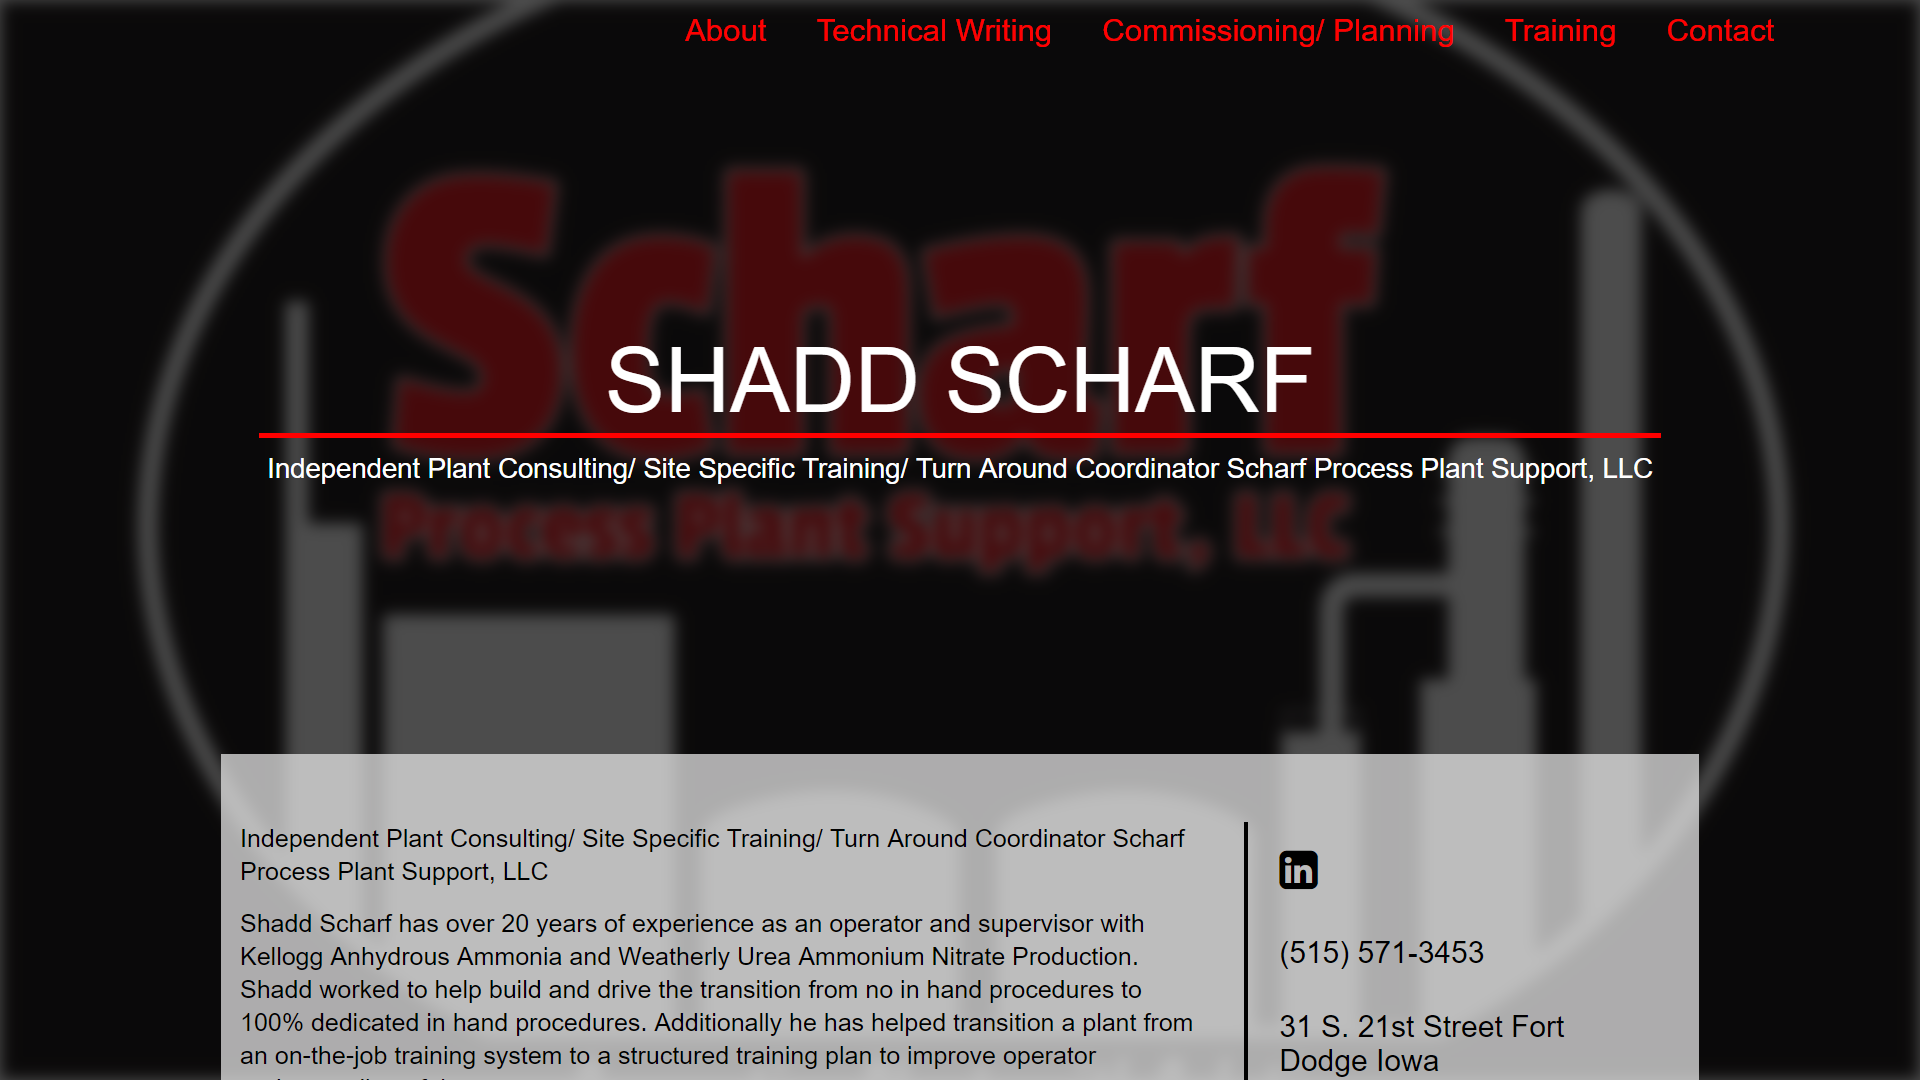 About Technical Writing Commissioning/ Planning Training Contact
Scharf
SHADD SCHARF
Independent Plant Consulting/ Site Specific Training/ Turn Around Coordinator Scharf Process Plant Support, LLC
Process Plant Support, LLC
Independent Plant Consulting/ Site Specific Training/ Turn Around Coordinator Scharf
Process Plant Support, LLC
Shadd Scharf has over 20 years of experience as an operator and supervisor with
Kellogg Anhydrous Ammonia and Weatherly Urea Ammonium Nitrate Production.
Shadd worked to help build and drive the transition from no in hand procedures to
100% dedicated in hand procedures. Additionally he has helped transition a plant from
an on-the-job training system to a structured training plan to improve operator
in
(515) 571-3453
31 S. 21st Street Fort
Dodge Iowa